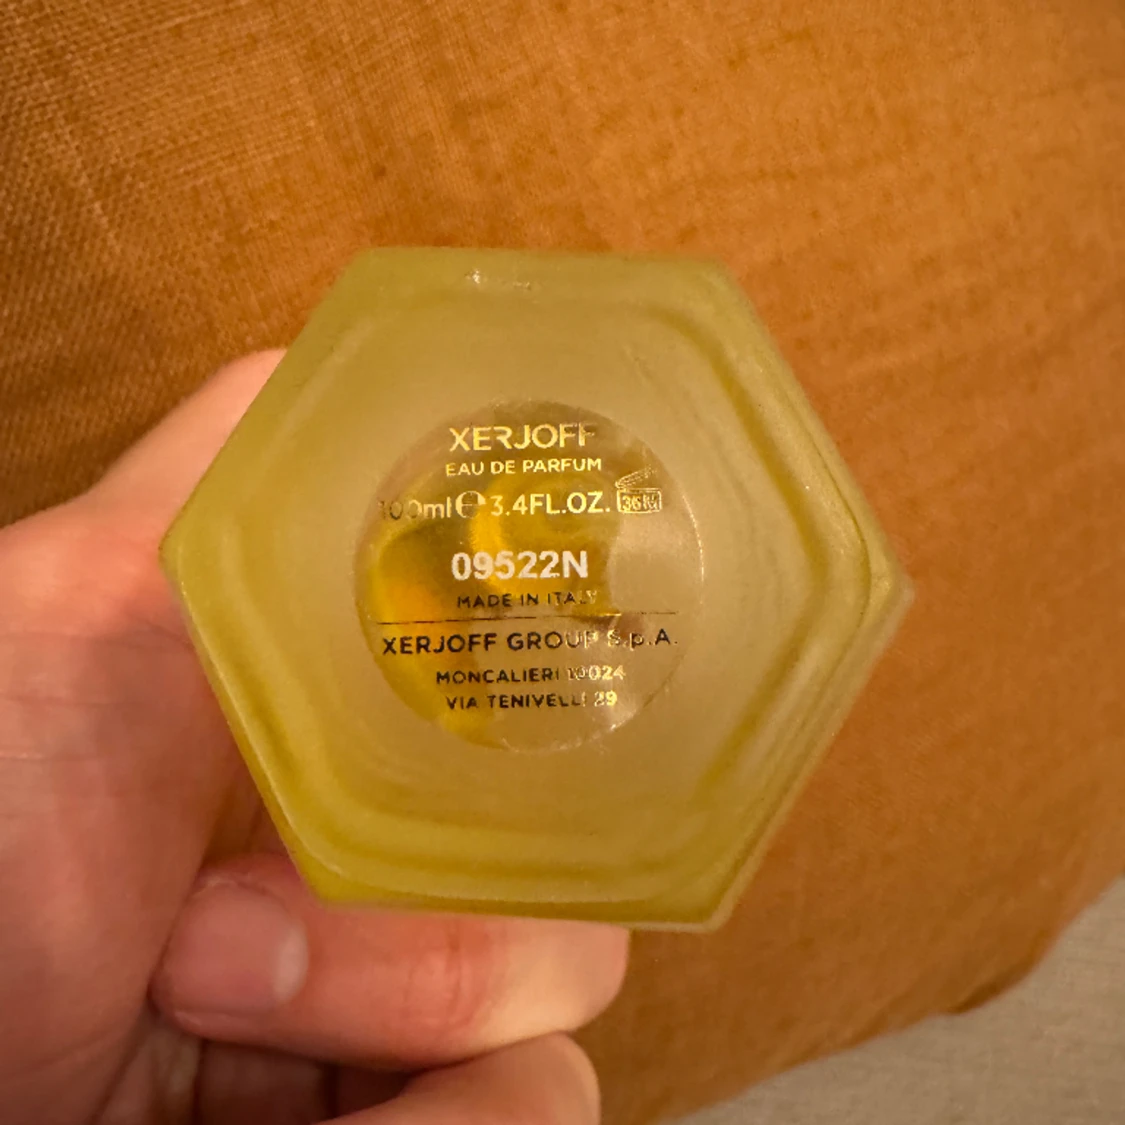 XERJOFF
EAU DE PARFUM
100ml ℮ 3.4FL.OZ. 36M
09522N
MADE IN ITALY
XERJOFF GROUP S.p.A.
MONCALIERI 10024
VIA TENIVELLI 29